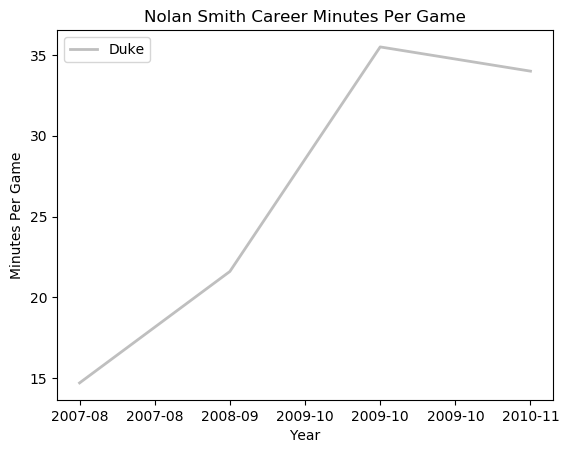 Nolan Smith Career Minutes Per Game
Duke
35
30
25
20
15
Minutes Per Game
2007-08 2007-08 2008-09 2009-10 2009-10 2009-10 2010-11
Year